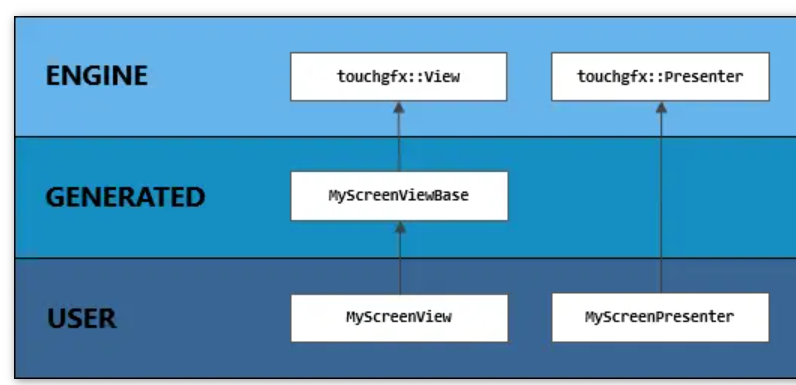 ENGINE
touchgfx::View
touchgfx::Presenter
GENERATED
MyScreenViewBase
USER
MyScreenView
MyScreenPresenter